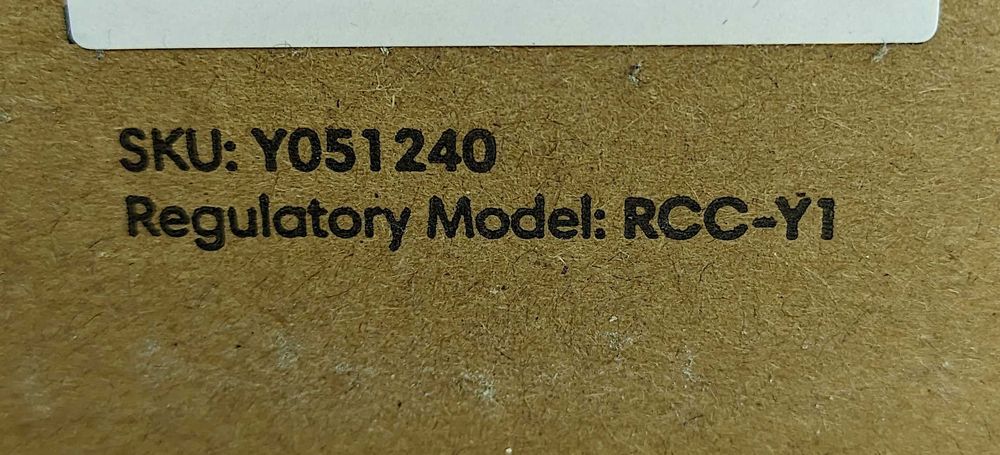 SKU: Y051240
Regulatory Model: RCC-Y1